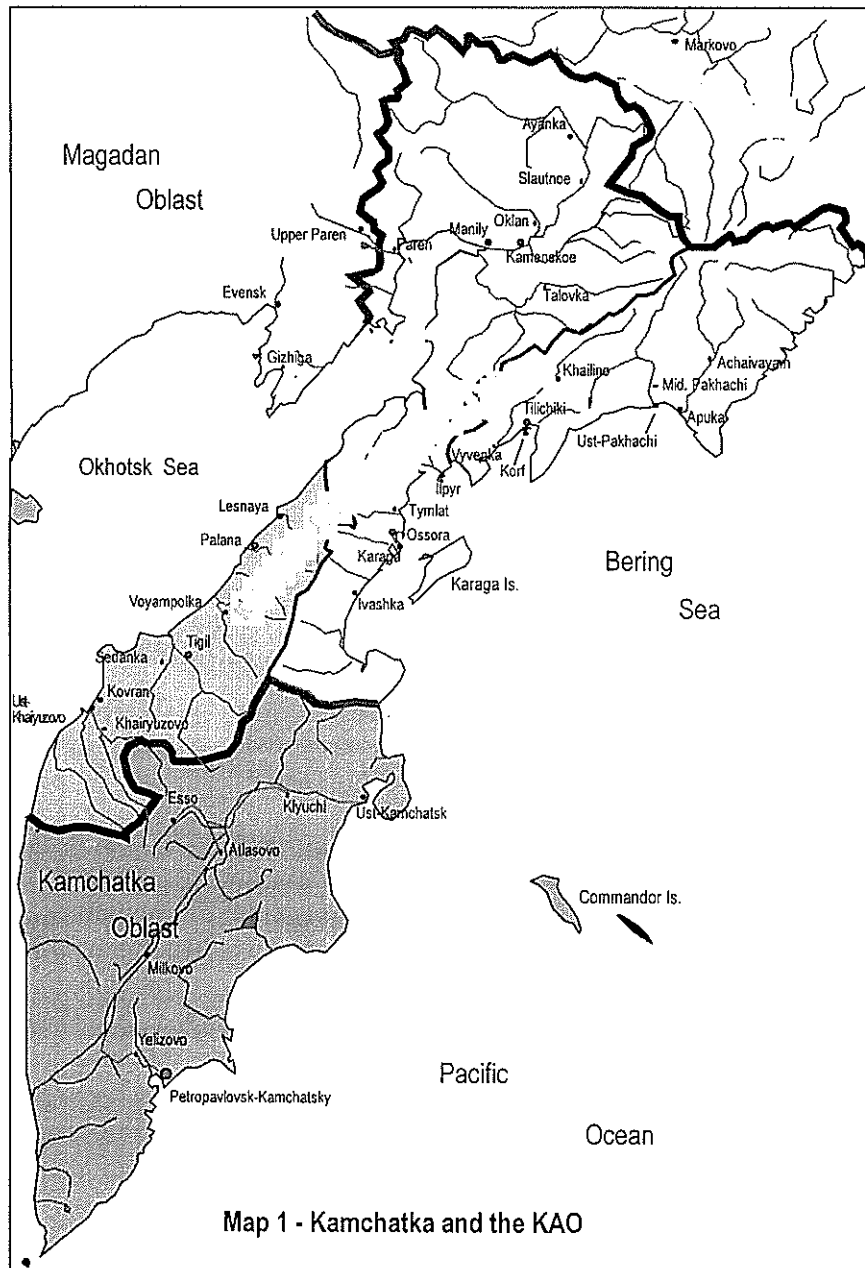 Markovo
Ayanka
Magadan
Oblast
Slautnoe
Oklan
Upper Paren
Manily
Paren
Kamenskoe
Evensk
Talovka
Gizhiga
Achaivayam
Khailino
Mid. Pakhachi
Tilichiki
Apuka
Ust-Pakhachi
Vyvenka
Korf
Okhotsk Sea
Ilpyr
Lesnaya
Tymlat
Ossora
Palana
Karaga
Bering
Sea
Karaga Is.
Ivashka
Voyampolka
Tigil
Sedanka
Kovran
Ust-
Khaiyuzovo
Khairyuzovo
Esso
Klyuchi
Ust-Kamchatsk
Atlasovo
Kamchatka
Oblast
Commandor Is.
Milkovo
Yelizovo
Pacific
Ocean
Petropavlovsk-Kamchatsky
Map 1 - Kamchatka and the KAO